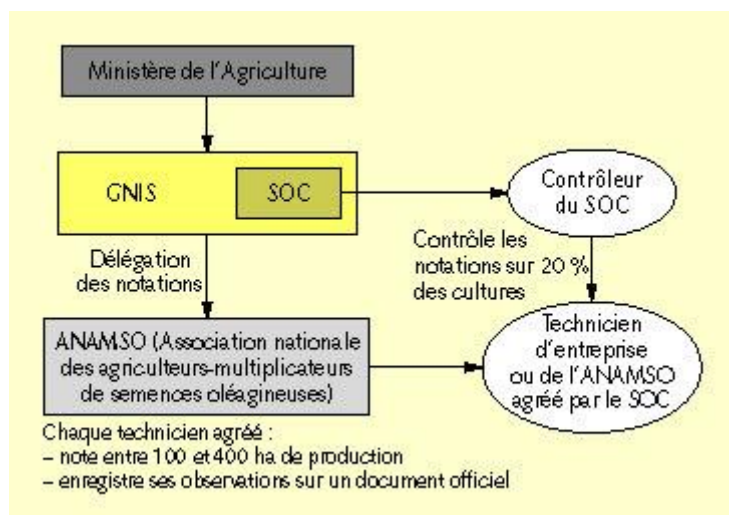 Ministère de l'Agriculture
GNIS
SOC
Contrôleur
du SOC
Délégation
des notations
Contrôle les
notations sur 20 %
des cultures
ANAMSO (Association nationale
des agriculteurs-multiplicateurs
de semences oléagineuses)
Technicien
d'entreprise
ou de l'ANAMSO
agréé par le SOC
Chaque technicien agréé :
– note entre 100 et 400 ha de production
– enregistre ses observations sur un document officiel